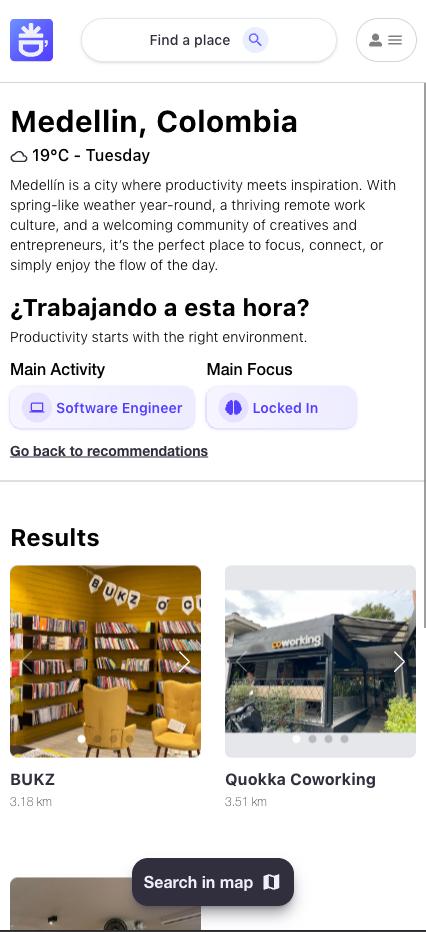 Find a place
Medellin, Colombia
19ºC - Tuesday
Medellín is a city where productivity meets inspiration. With
spring-like weather year-round, a thriving remote work
culture, and a welcoming community of creatives and
entrepreneurs, it’s the perfect place to focus, connect, or
simply enjoy the flow of the day.
¿Trabajando a esta hora?
Productivity starts with the right environment.
Main Activity
Main Focus
Software Engineer
Locked In
Go back to recommendations
Results
BUKZ
coworking
BUKZ
3.18 km
Quokka Coworking
3.51 km
Search in map